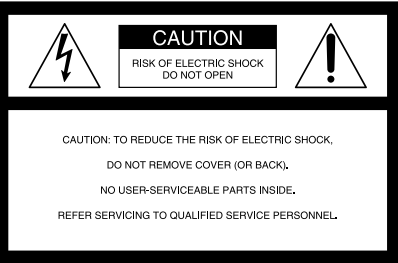 CAUTION
RISK OF ELECTRIC SHOCK
DO NOT OPEN
CAUTION: TO REDUCE THE RISK OF ELECTRIC SHOCK,
DO NOT REMOVE COVER (OR BACK).
NO USER-SERVICEABLE PARTS INSIDE.
REFER SERVICING TO QUALIFIED SERVICE PERSONNEL.